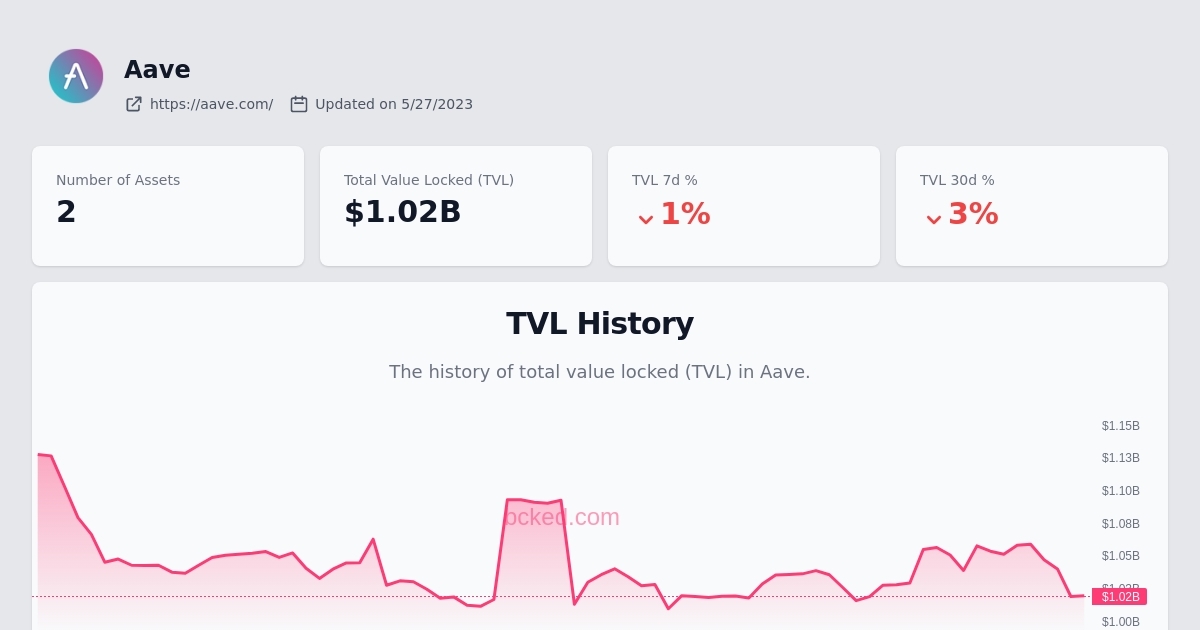 Aave
https://aave.com/ Updated on 5/27/2023
Number of Assets
2
Total Value Locked (TVL)
$1.02B
TVL 7d %
1%
TVL 30d %
3%
TVL History
The history of total value locked (TVL) in Aave.
$1.15B
$1.13B
$1.10B
$1.08B
ocked.com
$1.05B
$1.02B
$1.00B